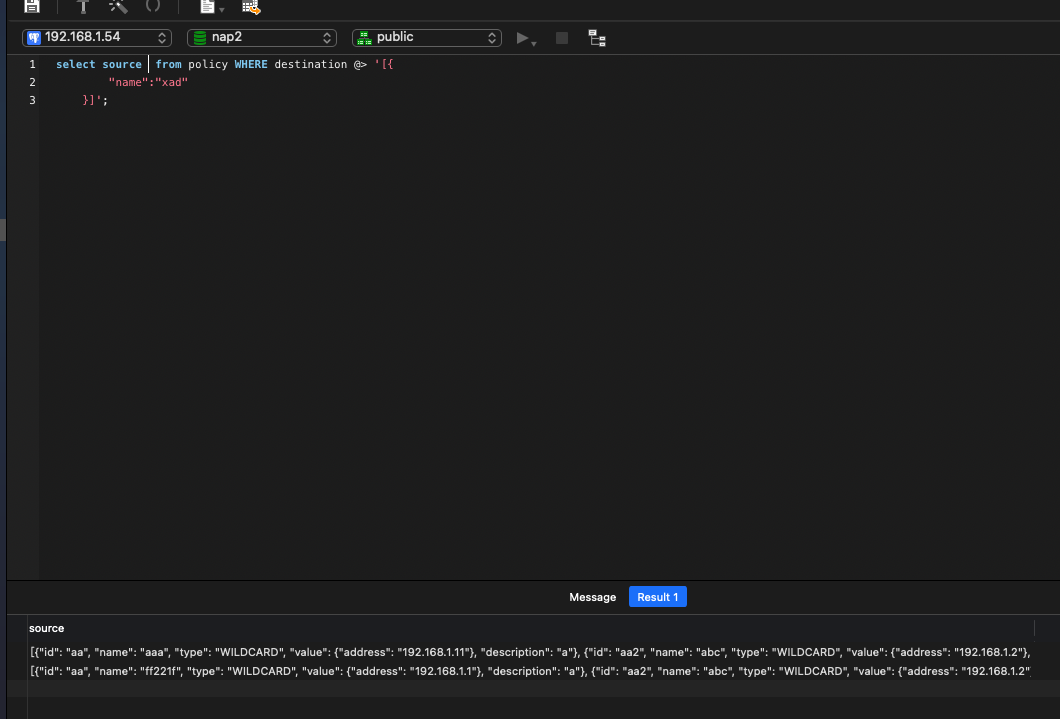 192.168.1.54 nap2 public
1 select source from policy WHERE destination @> '[{
2 "name":"xad"
3 }]';
Message Result 1
source
[{"id": "aa", "name": "aaa", "type": "WILDCARD", "value": {"address": "192.168.1.11"}, "description": "a"}, {"id": "aa2", "name": "abc", "type": "WILDCARD", "value": {"address": "192.168.1.2"},
[{"id": "aa", "name": "ff221f", "type": "WILDCARD", "value": {"address": "192.168.1.1"}, "description": "a"}, {"id": "aa2", "name": "abc", "type": "WILDCARD", "value": {"address": "192.168.1.2"